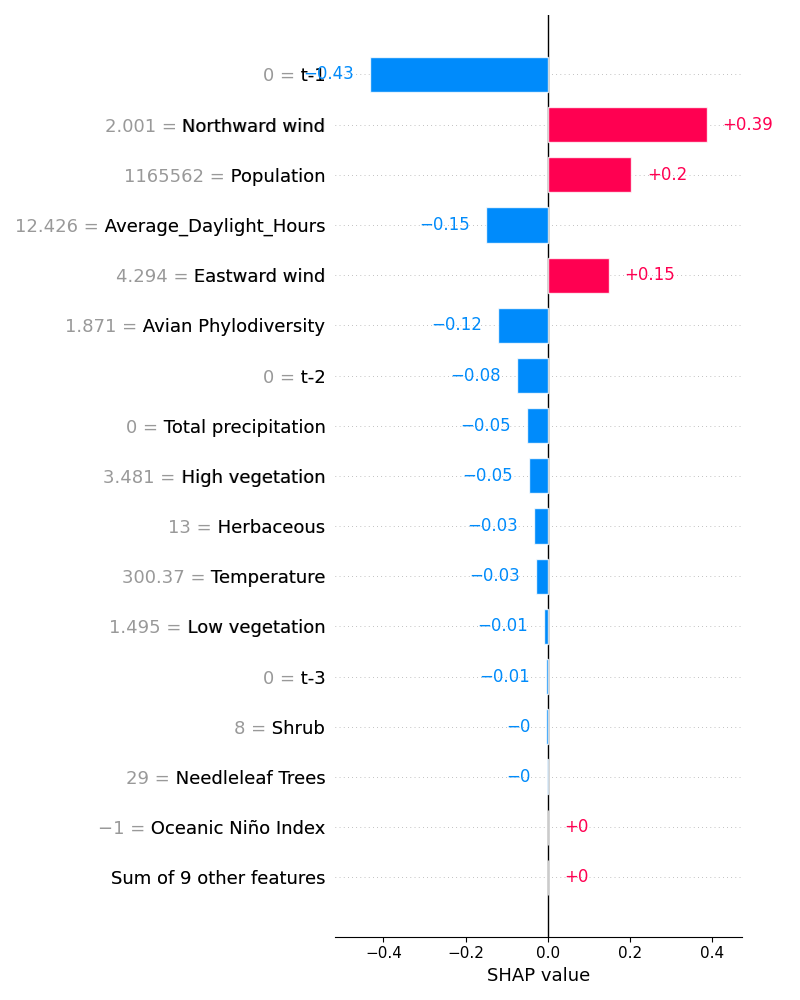 0 = t-1 −0.43
2.001 = Northward wind +0.39
1165562 = Population +0.2
12.426 = Average_Daylight_Hours −0.15
4.294 = Eastward wind +0.15
1.871 = Avian Phylodiversity −0.12
0 = t-2 −0.08
0 = Total precipitation −0.05
3.481 = High vegetation −0.05
13 = Herbaceous −0.03
300.37 = Temperature −0.03
1.495 = Low vegetation −0.01
0 = t-3 −0.01
8 = Shrub −0
29 = Needleleaf Trees −0
−1 = Oceanic Niño Index +0
Sum of 9 other features +0
−0.4 −0.2 0.0 0.2 0.4
SHAP value